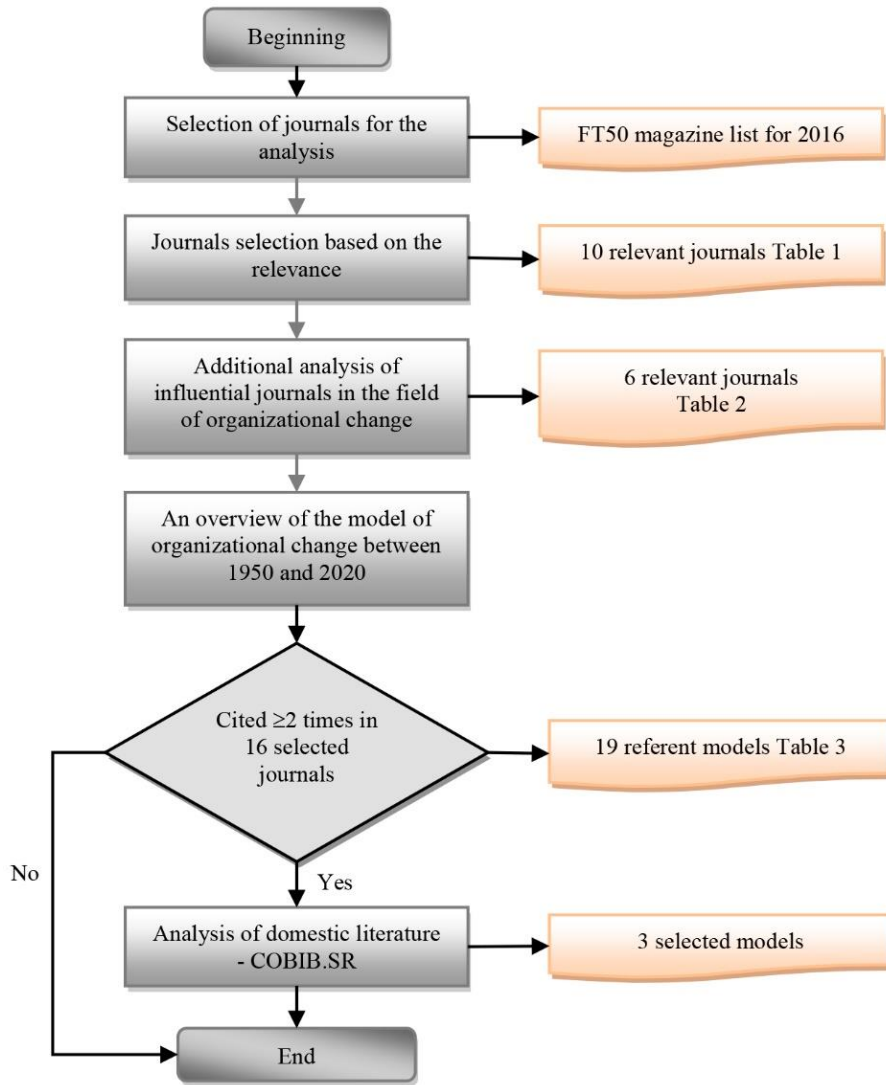 Beginning
Selection of journals for the
analysis
FT50 magazine list for 2016
Journals selection based on the
relevance
10 relevant journals Table 1
Additional analysis of
influential journals in the field
of organizational change
6 relevant journals
Table 2
An overview of the model of
organizational change between
1950 and 2020
Cited ≥2 times in
16 selected
journals
19 referent models Table 3
No
Yes
Analysis of domestic literature
- COBIB.SR
3 selected models
End